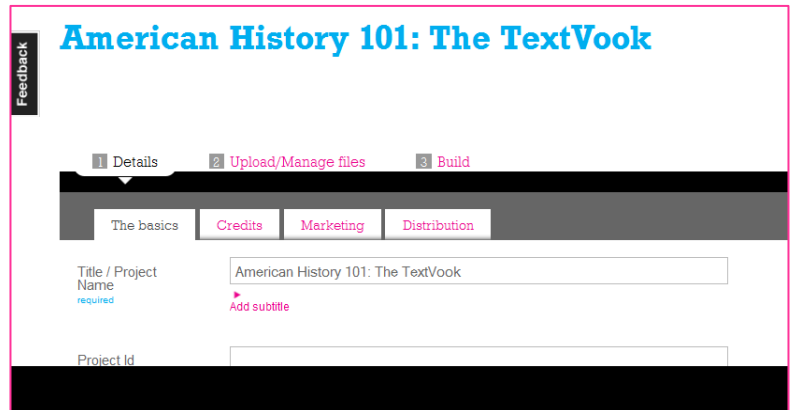 American History 101: The TextVook
Feedback
1 Details 2 Upload/Manage files 3 Build
The basics Credits Marketing Distribution
Title / Project American History 101: The TextVook
Name
required
Add subtitle
Project Id